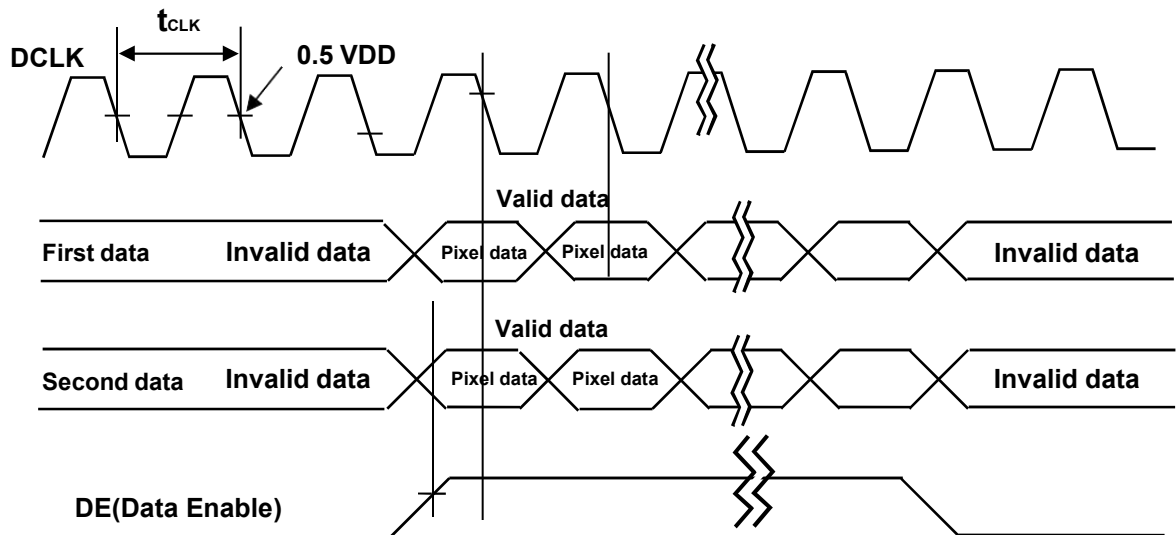 tCLK
DCLK
0.5 VDD
Valid data
First data
Invalid data
Pixel data
Pixel data
Invalid data
Valid data
Second data
Invalid data
Pixel data
Pixel data
Invalid data
DE(Data Enable)